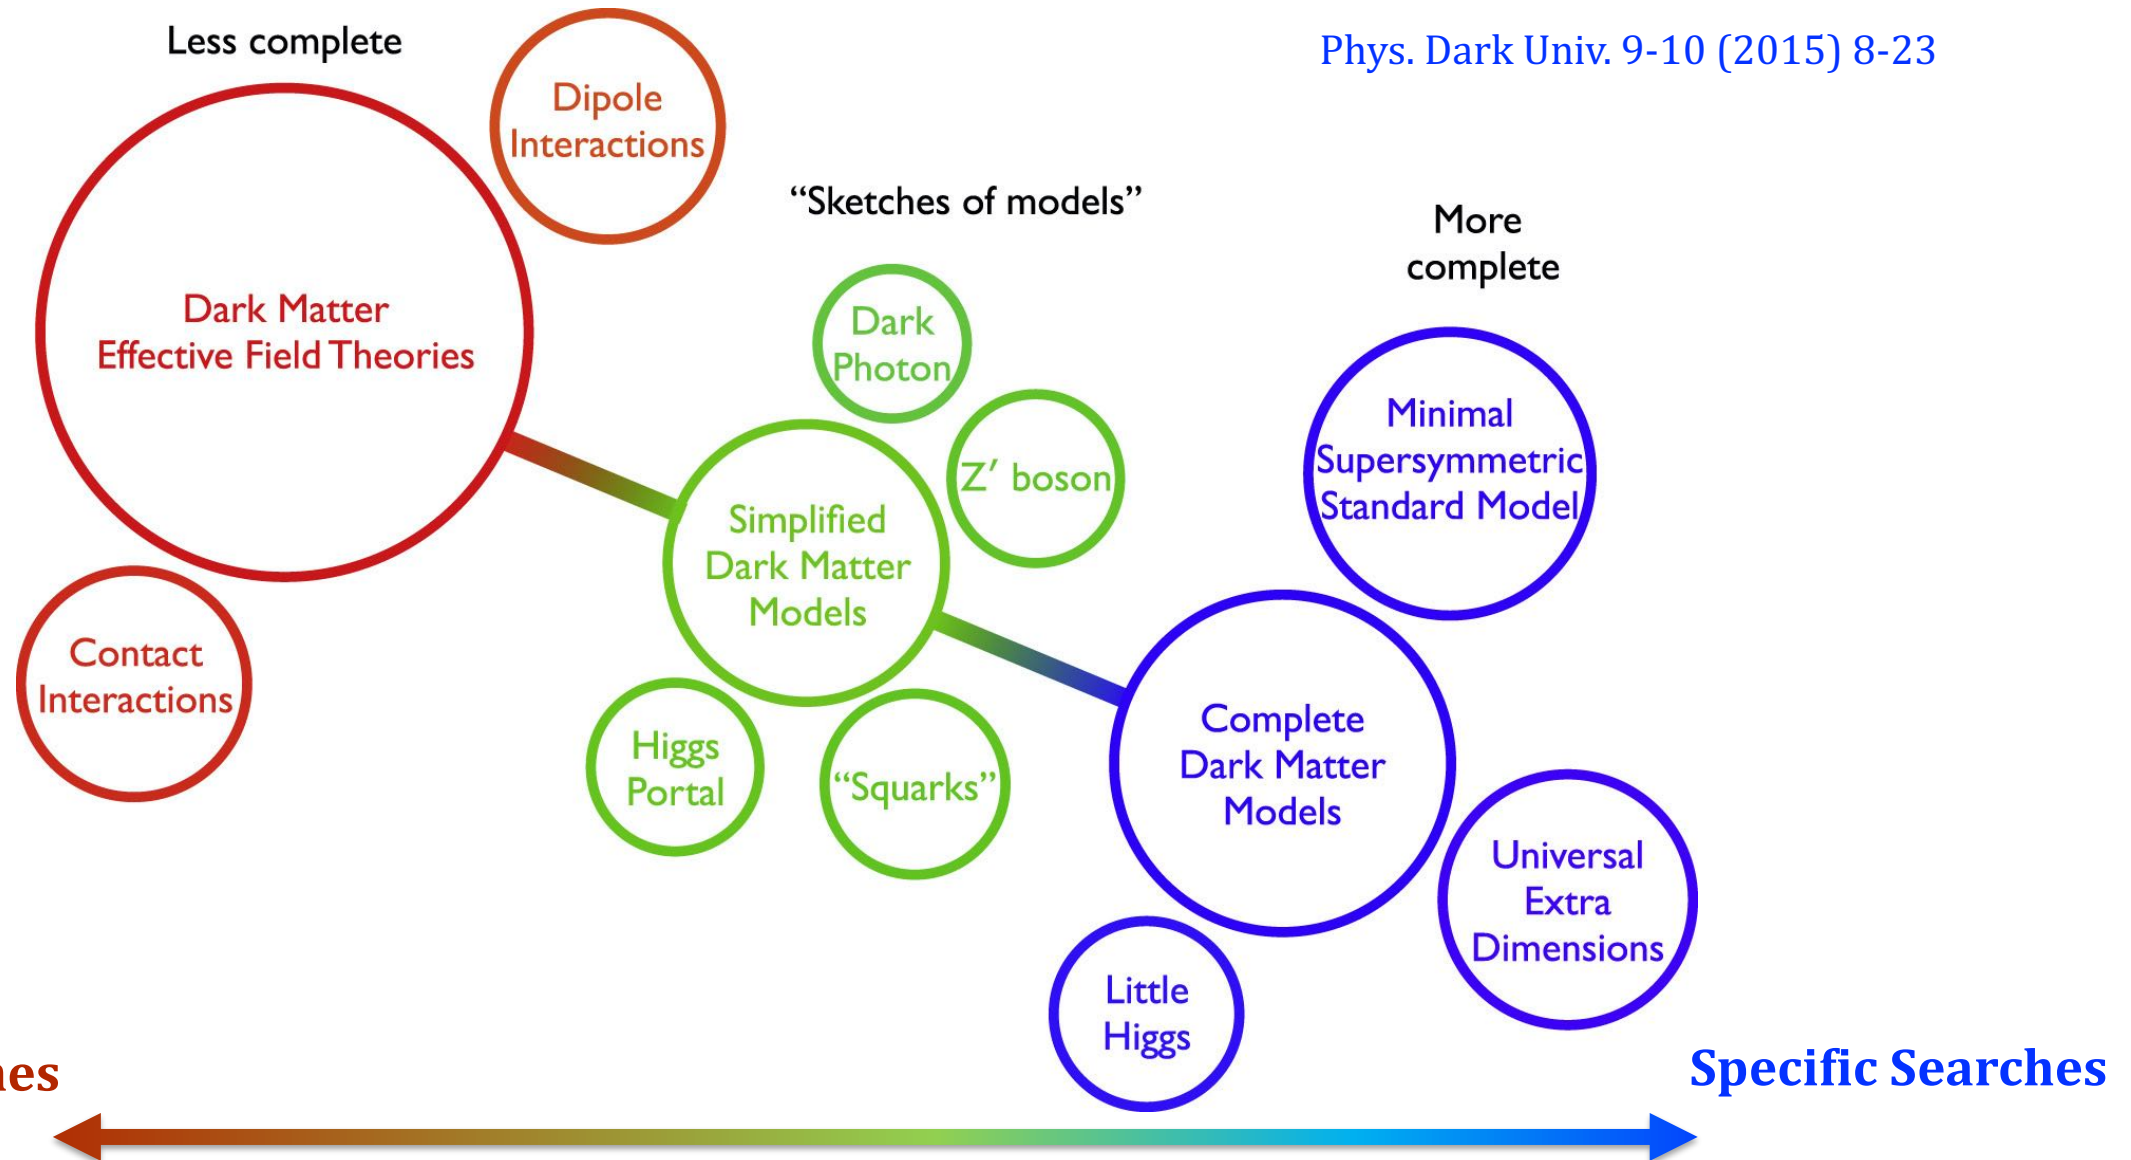 Less complete
Phys. Dark Univ. 9-10 (2015) 8-23
Dipole
Interactions
“Sketches of models”
More
complete
Dark Matter
Effective Field Theories
Dark
Photon
Z′ boson
Minimal
Supersymmetric
Standard Model
Simplified
Dark Matter
Models
Contact
Interactions
Higgs
Portal
“Squarks”
Complete
Dark Matter
Models
Universal
Extra
Dimensions
Little
Higgs
Specific Searches